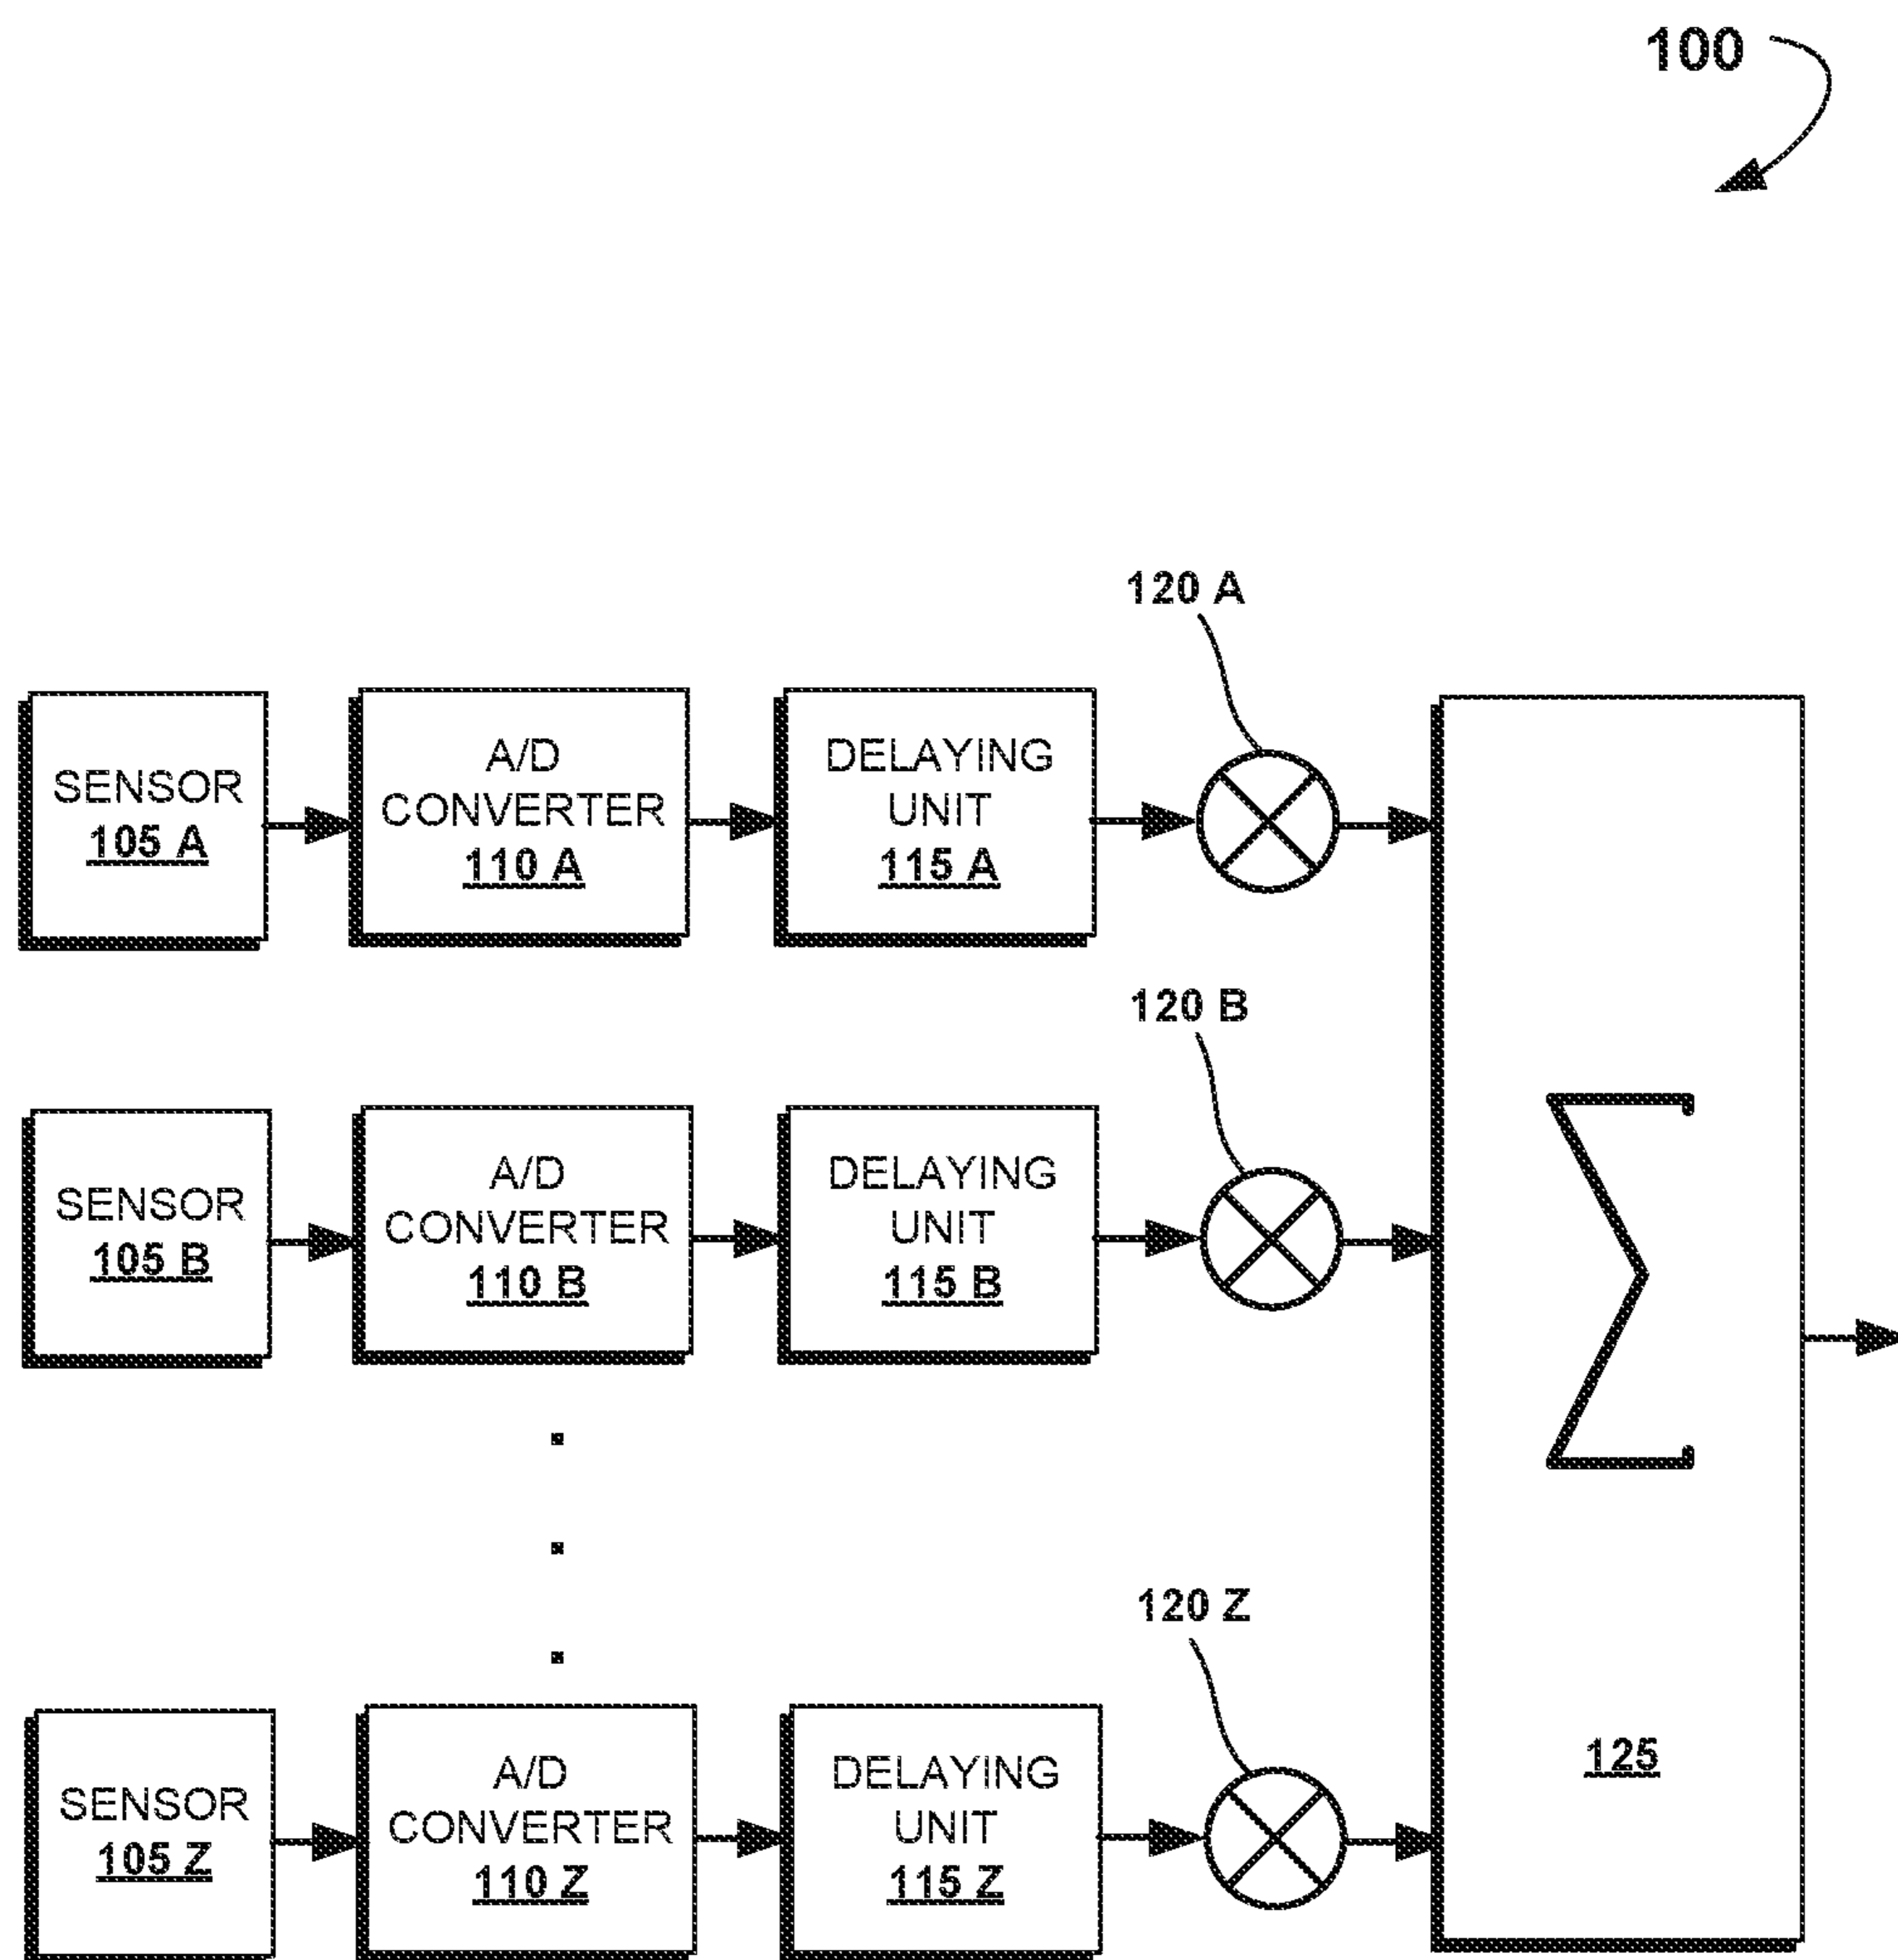 100
120 A
SENSOR
105 A
A/D
CONVERTER
110 A
DELAYING
UNIT
115 A
120 B
SENSOR
105 B
A/D
CONVERTER
110 B
DELAYING
UNIT
115 B
Σ
120 Z
SENSOR
105 Z
A/D
CONVERTER
110 Z
DELAYING
UNIT
115 Z
125